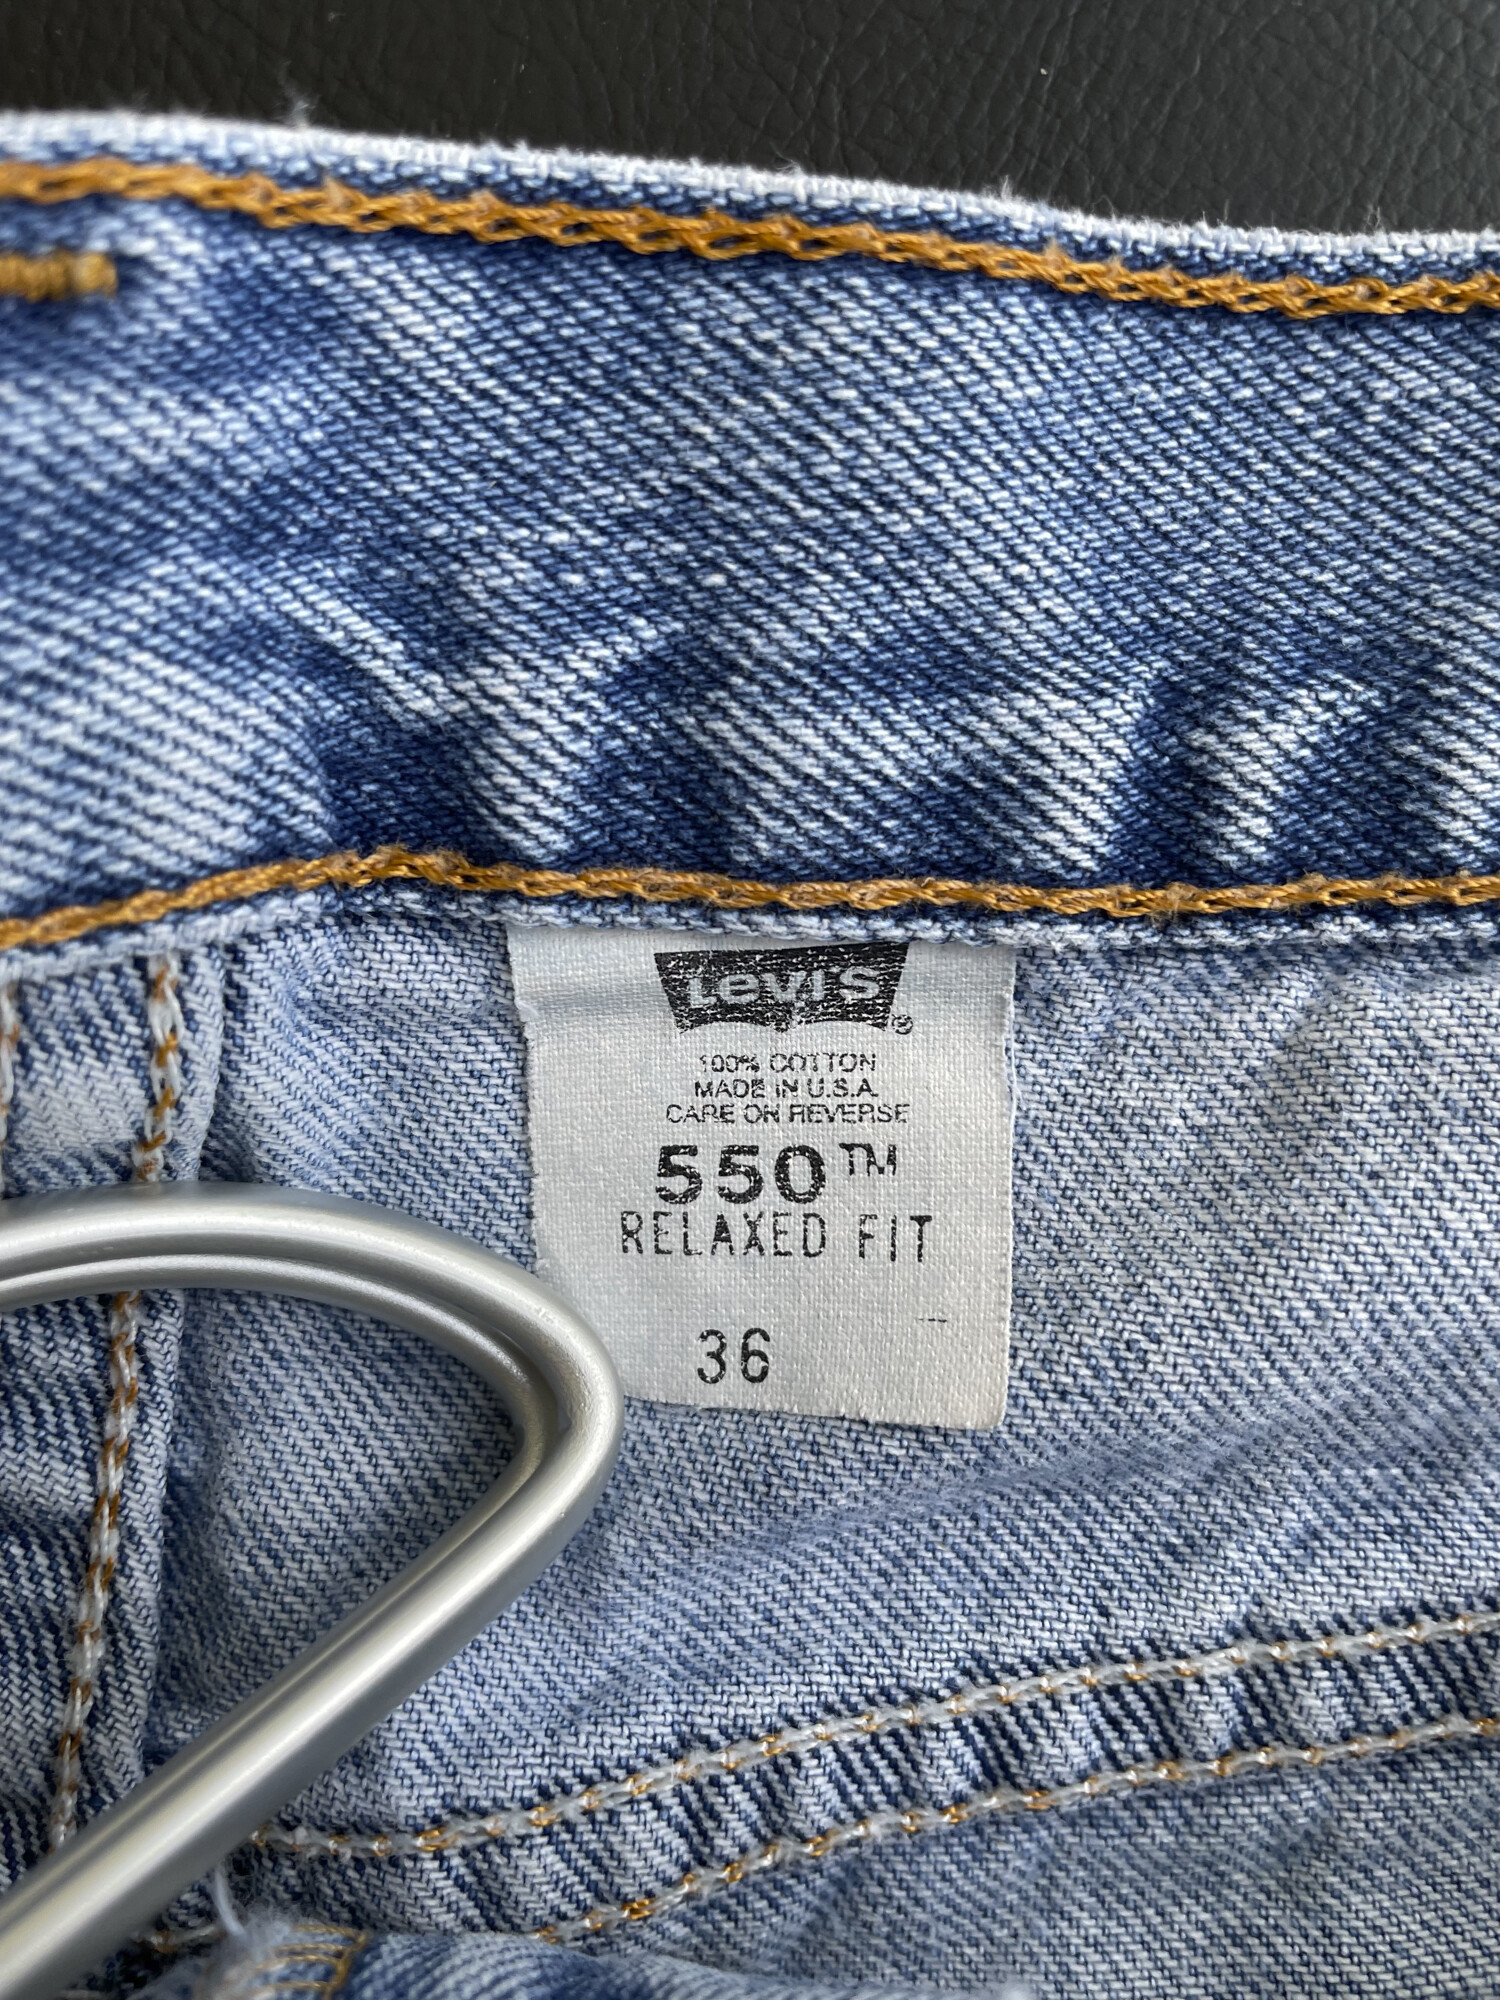 Levi's®
100% COTTON
MADE IN U.S.A.
CARE ON REVERSE
550™
RELAXED FIT
36